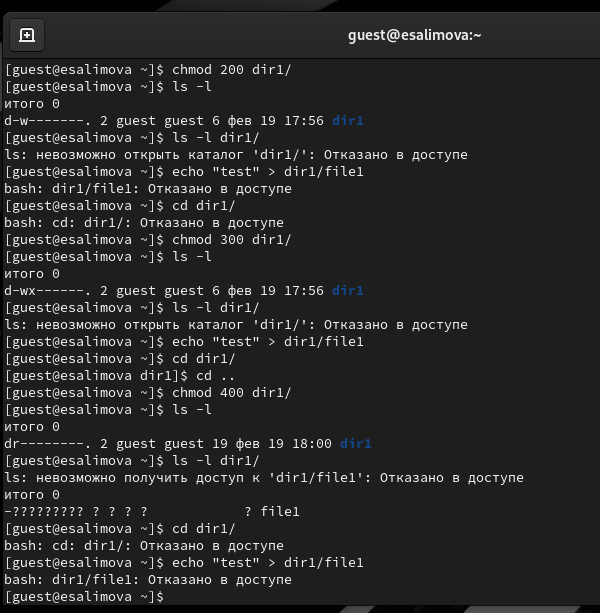 guest@esalimova:~
[guest@esalimova ~]$ chmod 200 dir1/
[guest@esalimova ~]$ ls -l
итого 0
d-w-------. 2 guest guest 6 фев 19 17:56 dir1
[guest@esalimova ~]$ ls -l dir1/
ls: невозможно открыть каталог 'dir1/': Отказано в доступе
[guest@esalimova ~]$ echo "test" > dir1/file1
bash: dir1/file1: Отказано в доступе
[guest@esalimova ~]$ cd dir1/
bash: cd: dir1/: Отказано в доступе
[guest@esalimova ~]$ chmod 300 dir1/
[guest@esalimova ~]$ ls -l
итого 0
d-wx------. 2 guest guest 6 фев 19 17:56 dir1
[guest@esalimova ~]$ ls -l dir1/
ls: невозможно открыть каталог 'dir1/': Отказано в доступе
[guest@esalimova ~]$ echo "test" > dir1/file1
[guest@esalimova ~]$ cd dir1/
[guest@esalimova dir1]$ cd ..
[guest@esalimova ~]$ chmod 400 dir1/
[guest@esalimova ~]$ ls -l
итого 0
dr--------. 2 guest guest 19 фев 19 18:00 dir1
[guest@esalimova ~]$ ls -l dir1/
ls: невозможно получить доступ к 'dir1/file1': Отказано в доступе
итого 0
-????????? ? ? ? ?            ? file1
[guest@esalimova ~]$ cd dir1/
bash: cd: dir1/: Отказано в доступе
[guest@esalimova ~]$ echo "test" > dir1/file1
bash: dir1/file1: Отказано в доступе
[guest@esalimova ~]$